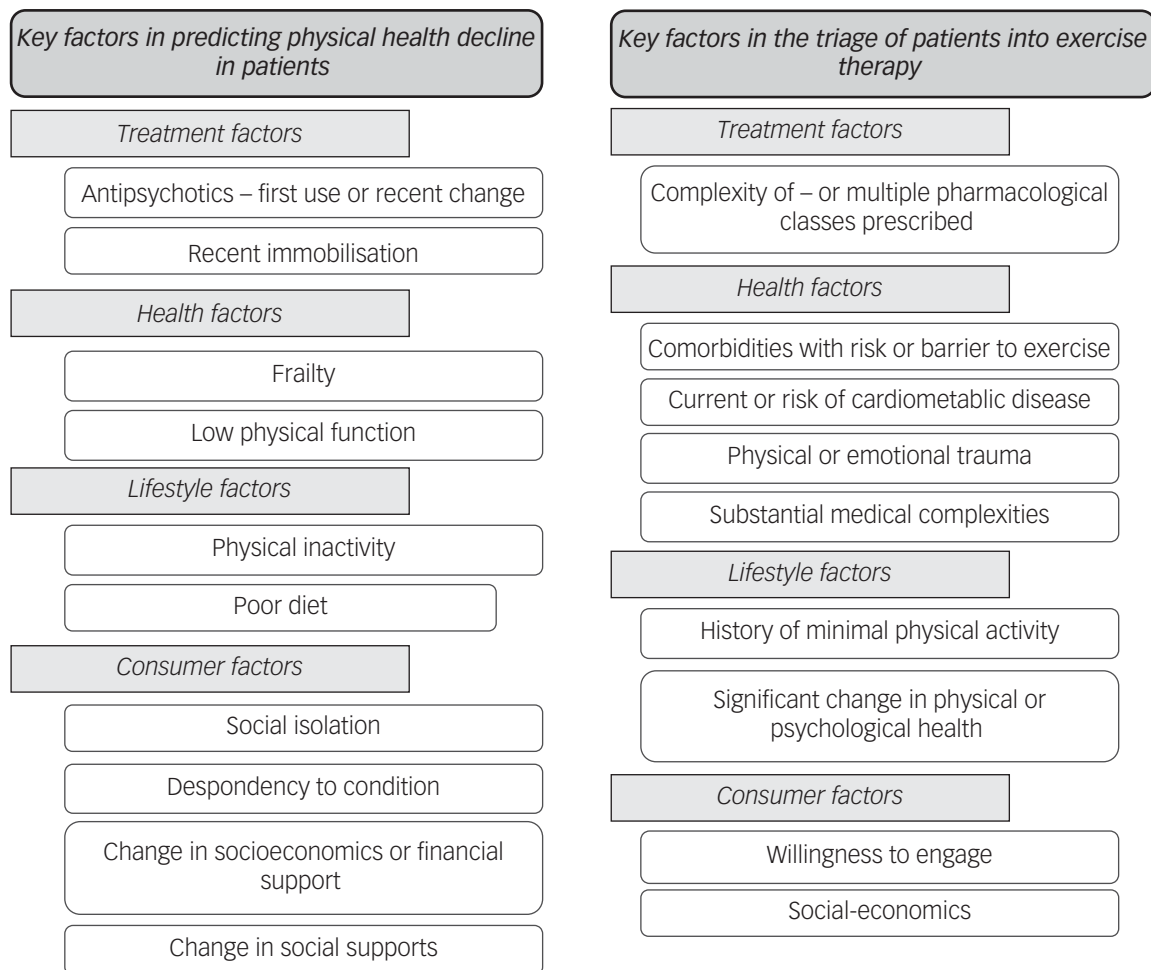 Key factors in predicting physical health decline
in patients
Treatment factors
Antipsychotics – first use or recent change
Recent immobilisation
Health factors
Frailty
Low physical function
Lifestyle factors
Physical inactivity
Poor diet
Consumer factors
Social isolation
Despondency to condition
Change in socioeconomics or financial
support
Change in social supports
Key factors in the triage of patients into exercise
therapy
Treatment factors
Complexity of – or multiple pharmacological
classes prescribed
Health factors
Comorbidities with risk or barrier to exercise
Current or risk of cardiometablic disease
Physical or emotional trauma
Substantial medical complexities
Lifestyle factors
History of minimal physical activity
Significant change in physical or
psychological health
Consumer factors
Willingness to engage
Social-economics